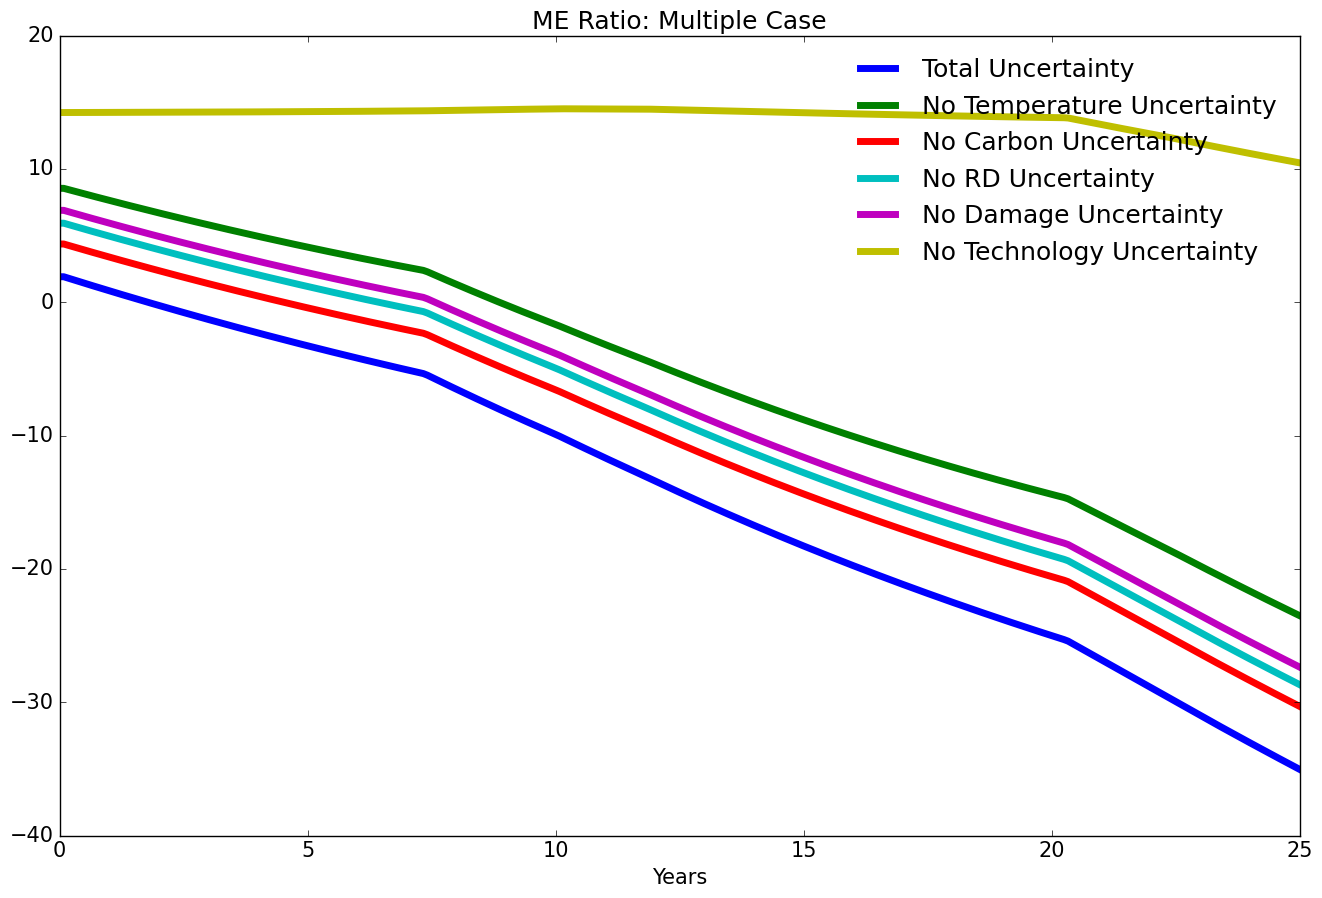 ME Ratio: Multiple Case
20
10
0
−10
−20
−30
−40
Total Uncertainty
No Temperature Uncertainty
No Carbon Uncertainty
No RD Uncertainty
No Damage Uncertainty
No Technology Uncertainty
0 5 10 15 20 25
Years